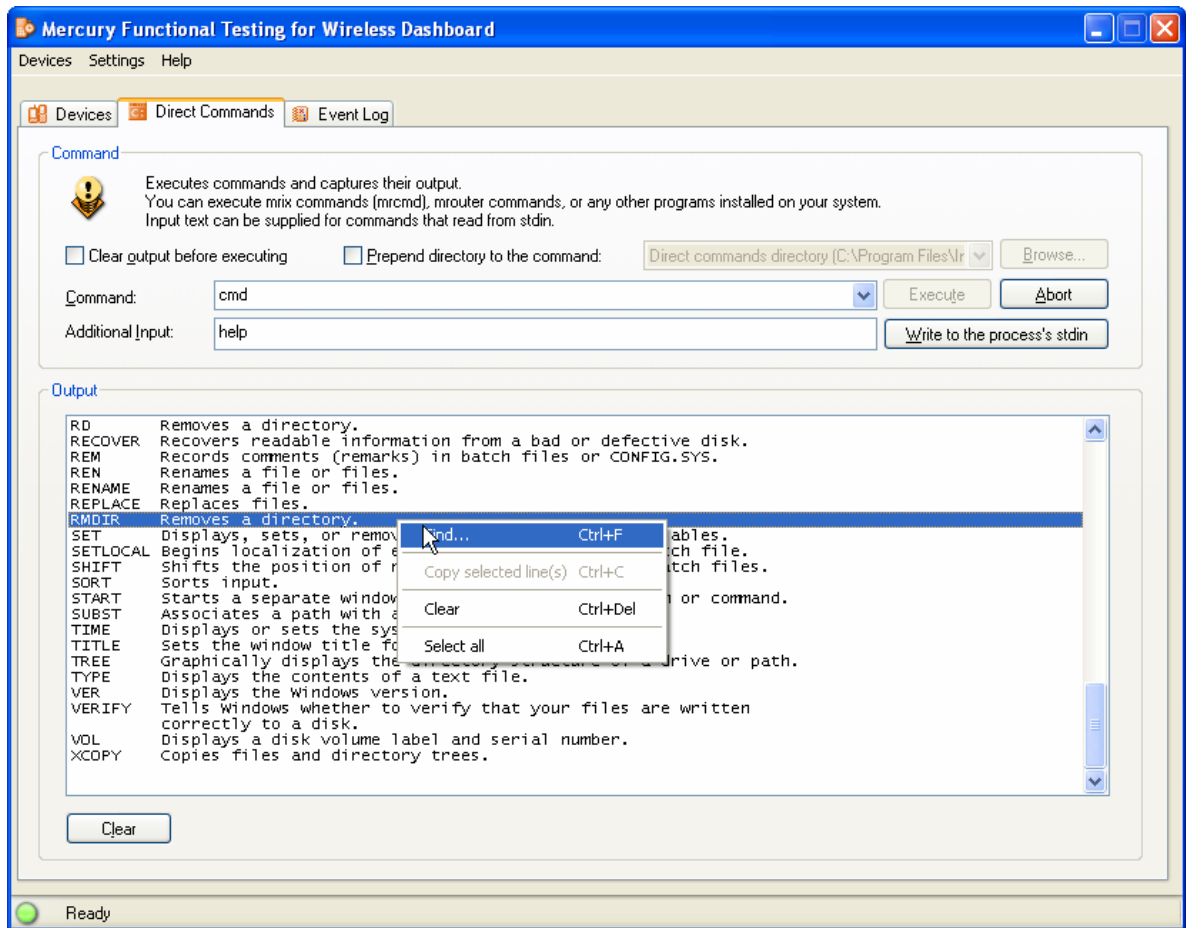 Mercury Functional Testing for Wireless Dashboard
Devices Settings Help
Devices Direct Commands Event Log
Command
Executes commands and captures their output.
You can execute mrix commands (mrcmd), mrouter commands, or any other programs installed on your system.
Input text can be supplied for commands that read from stdin.
Clear output before executing Prepend directory to the command: Direct commands directory (C:\Program Files\Ir Browse...
Command: cmd Execute Abort
Additional Input: help Write to the process's stdin
Output
RD Removes a directory.
RECOVER Recovers readable information from a bad or defective disk.
REM Records comments (remarks) in batch files or CONFIG.SYS.
REN Renames a file or files.
RENAME Renames a file or files.
REPLACE Replaces files.
RMDIR Removes a directory.
SET Displays, sets, or remov ables.
SETLOCAL Begins localization of e ch file.
SHIFT Shifts the position of r tch files.
SORT Sorts input.
START Starts a separate window or command.
SUBST Associates a path with a
TIME Displays or sets the sys
TITLE Sets the window title fo
TREE Graphically displays the directory structure of a drive or path.
TYPE Displays the contents of a text file.
VER Displays the Windows version.
VERIFY Tells Windows whether to verify that your files are written
correctly to a disk.
VOL Displays a disk volume label and serial number.
XCOPY Copies files and directory trees.
Find... Ctrl+F
Copy selected line(s) Ctrl+C
Clear Ctrl+Del
Select all Ctrl+A
Clear
Ready